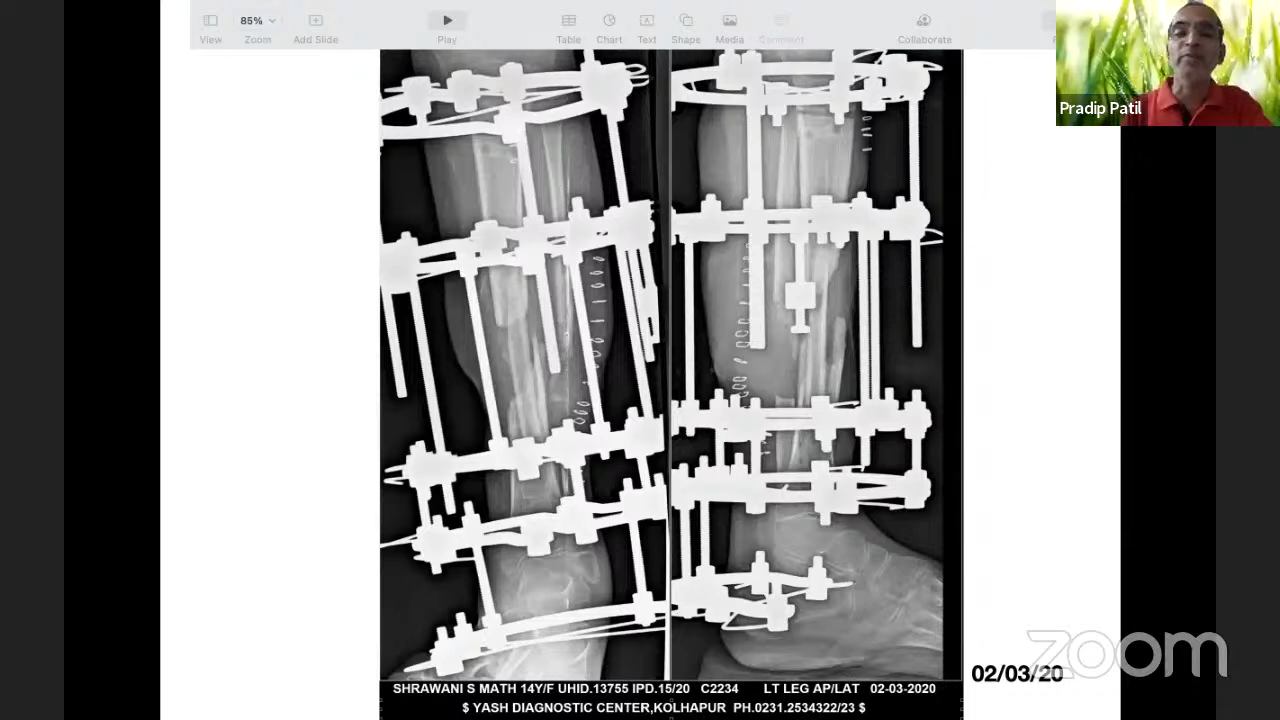 85%
View Zoom Add Slide Play Table Chart Text Shape Media Comment Collaborate
Pradip Patil
zoom
02/03/20
SHRAWANI S MATH 14Y/F UHID.13755 IPD.15/20 C2234 LT LEG AP/LAT 02-03-2020
$ YASH DIAGNOSTIC CENTER,KOLHAPUR PH.0231.2534322/23 $